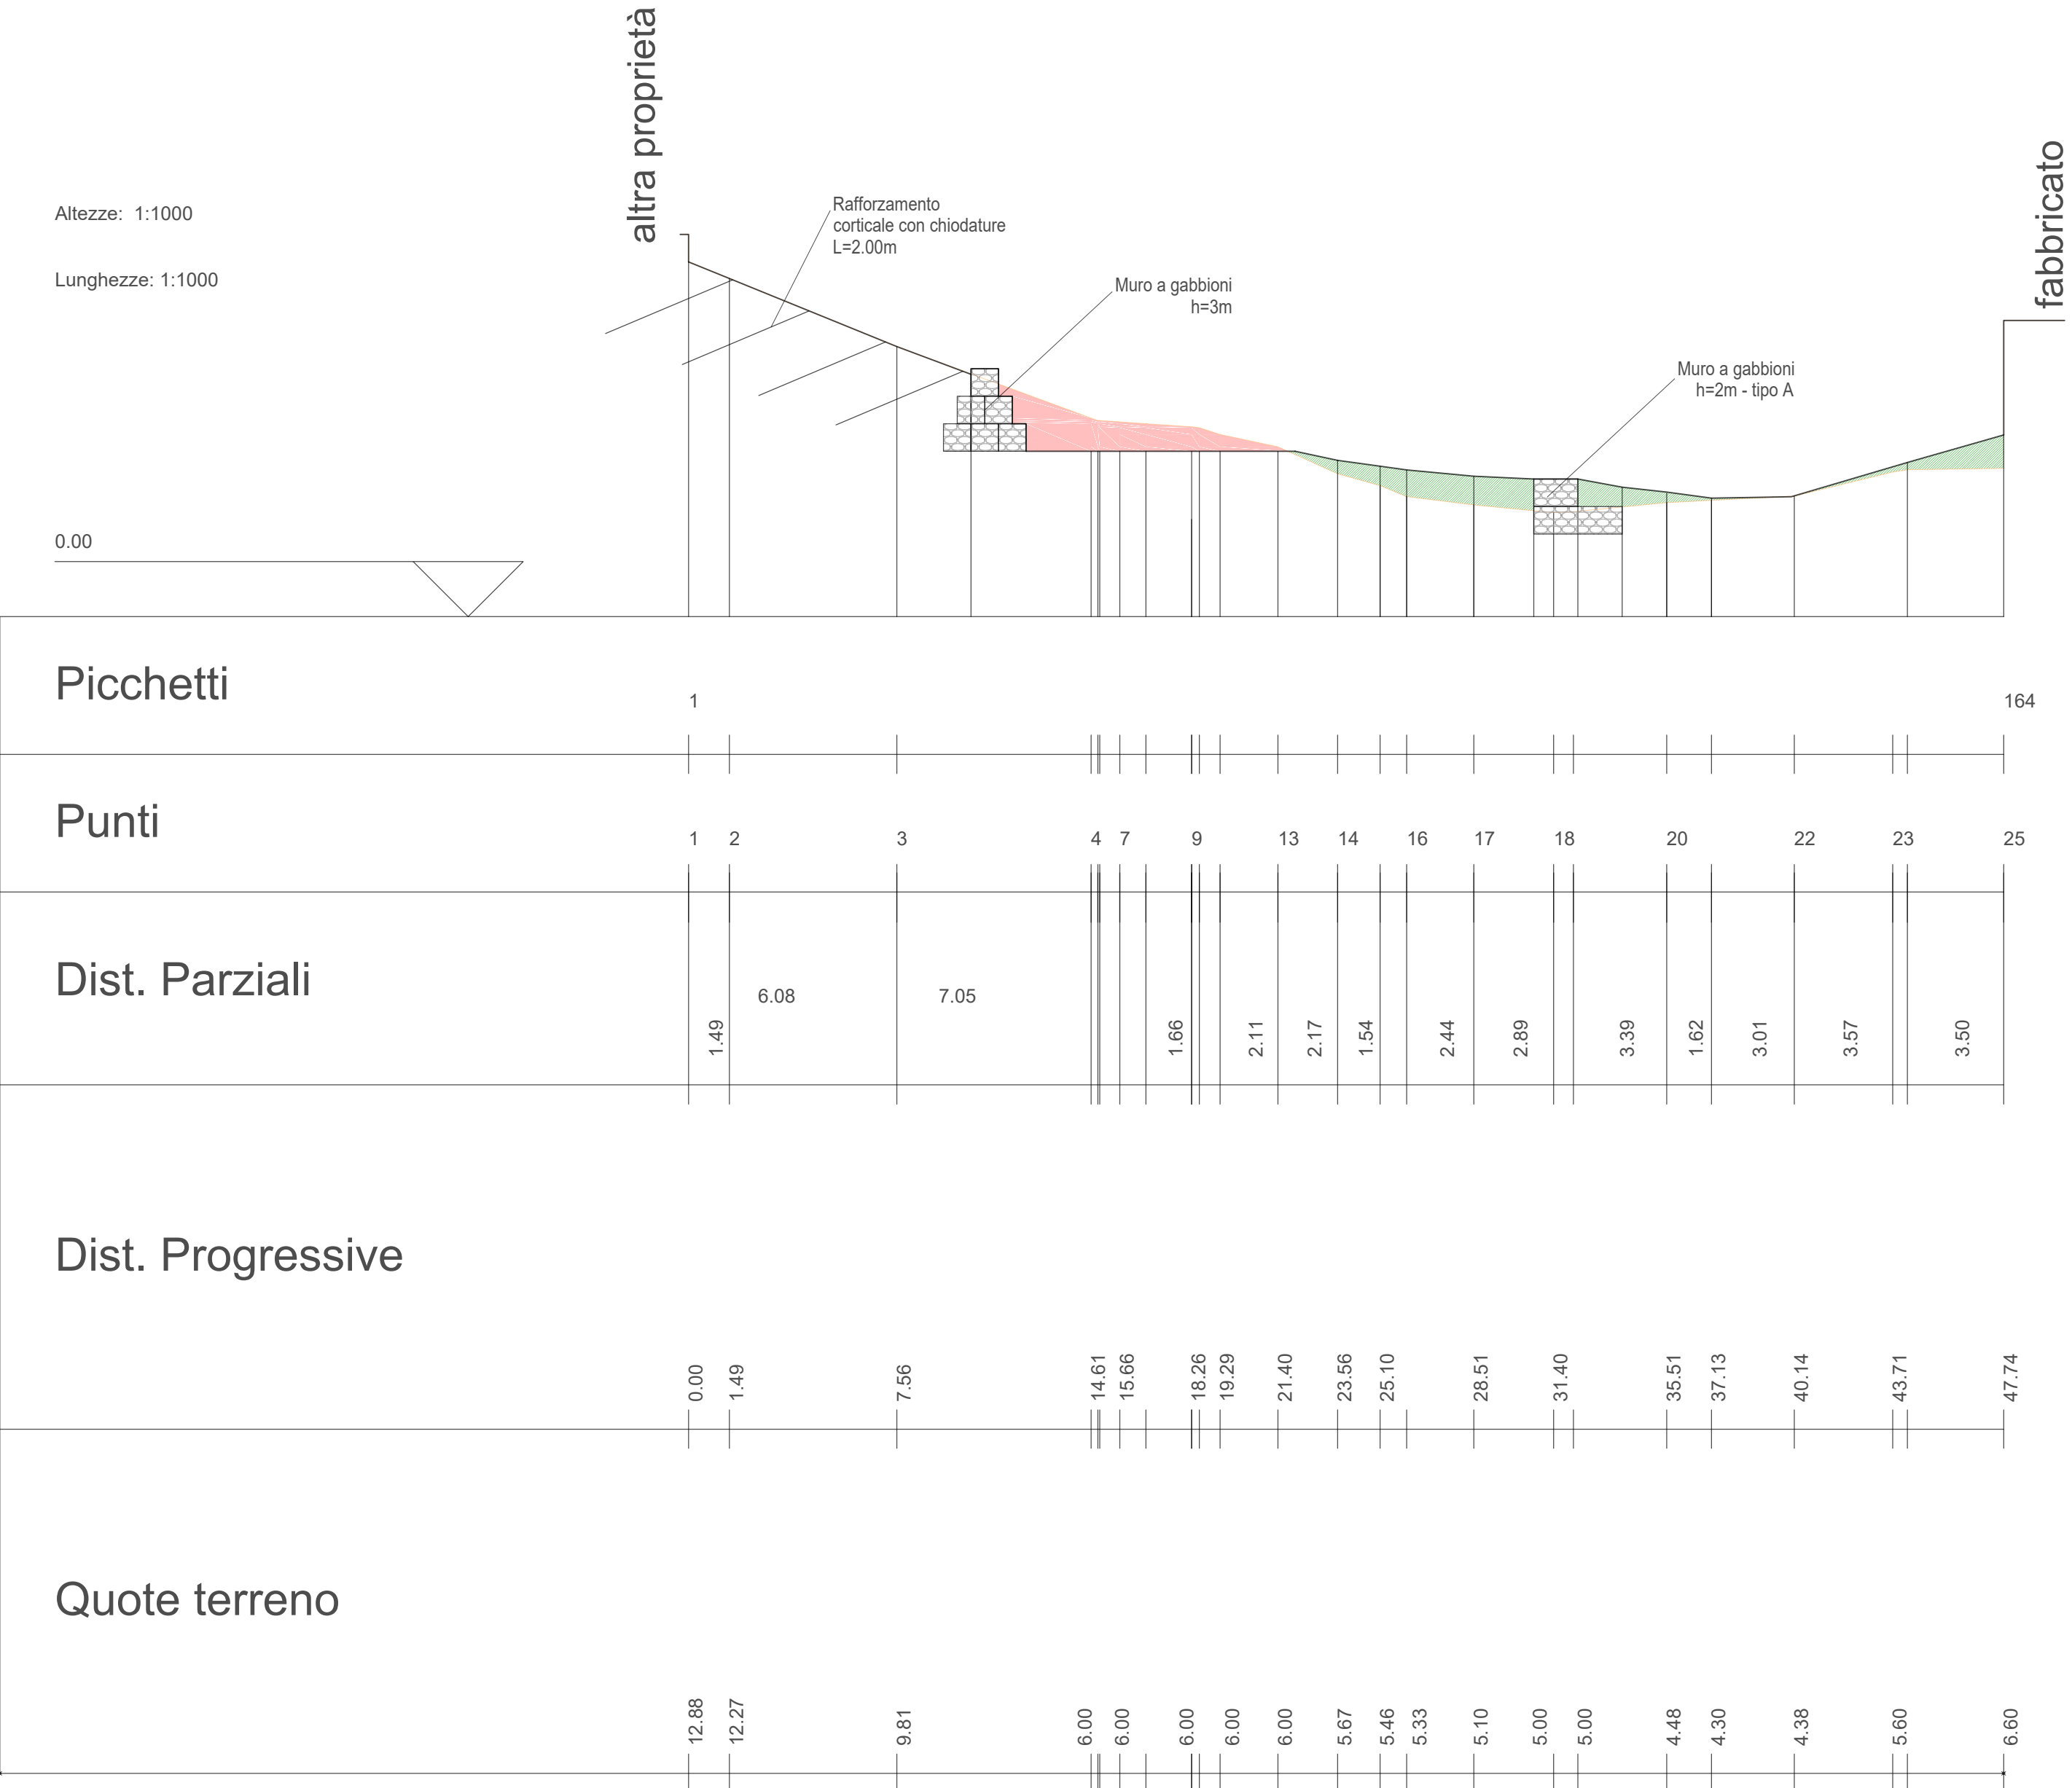 altra proprietà
fabbricato
Altezze: 1:1000
Lunghezze: 1:1000
Rafforzamento
corticale con chiodature
L=2.00m
Muro a gabbioni
h=3m
Muro a gabbioni
h=2m - tipo A
0.00
Picchetti
1 164
Punti
1 2 3 4 7 9 13 14 16 17 18 20 22 23 25
Dist. Parziali
1.49 6.08 7.05 1.66 2.11 2.17 1.54 2.44 2.89 3.39 1.62 3.01 3.57 3.50
Dist. Progressive
0.00 1.49 7.56 14.61 15.66 18.26 19.29 21.40 23.56 25.10 28.51 31.40 35.51 37.13 40.14 43.71 47.74
Quote terreno
12.88 12.27 9.81 6.00 6.00 6.00 6.00 6.00 5.67 5.46 5.33 5.10 5.00 5.00 4.48 4.30 4.38 5.60 6.60